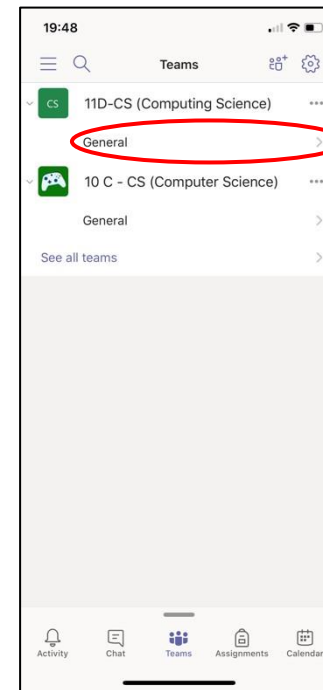 19:48
Teams
CS 11D-CS (Computing Science)
General
10 C - CS (Computer Science)
General
See all teams
Activity Chat Teams Assignments Calendar